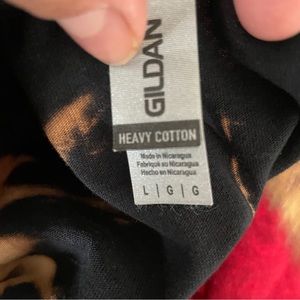 GILDAN
HEAVY COTTON
Made in Nicaragua
Fabriqué au Nicaragua
Hecho en Nicaragua
L | G | G